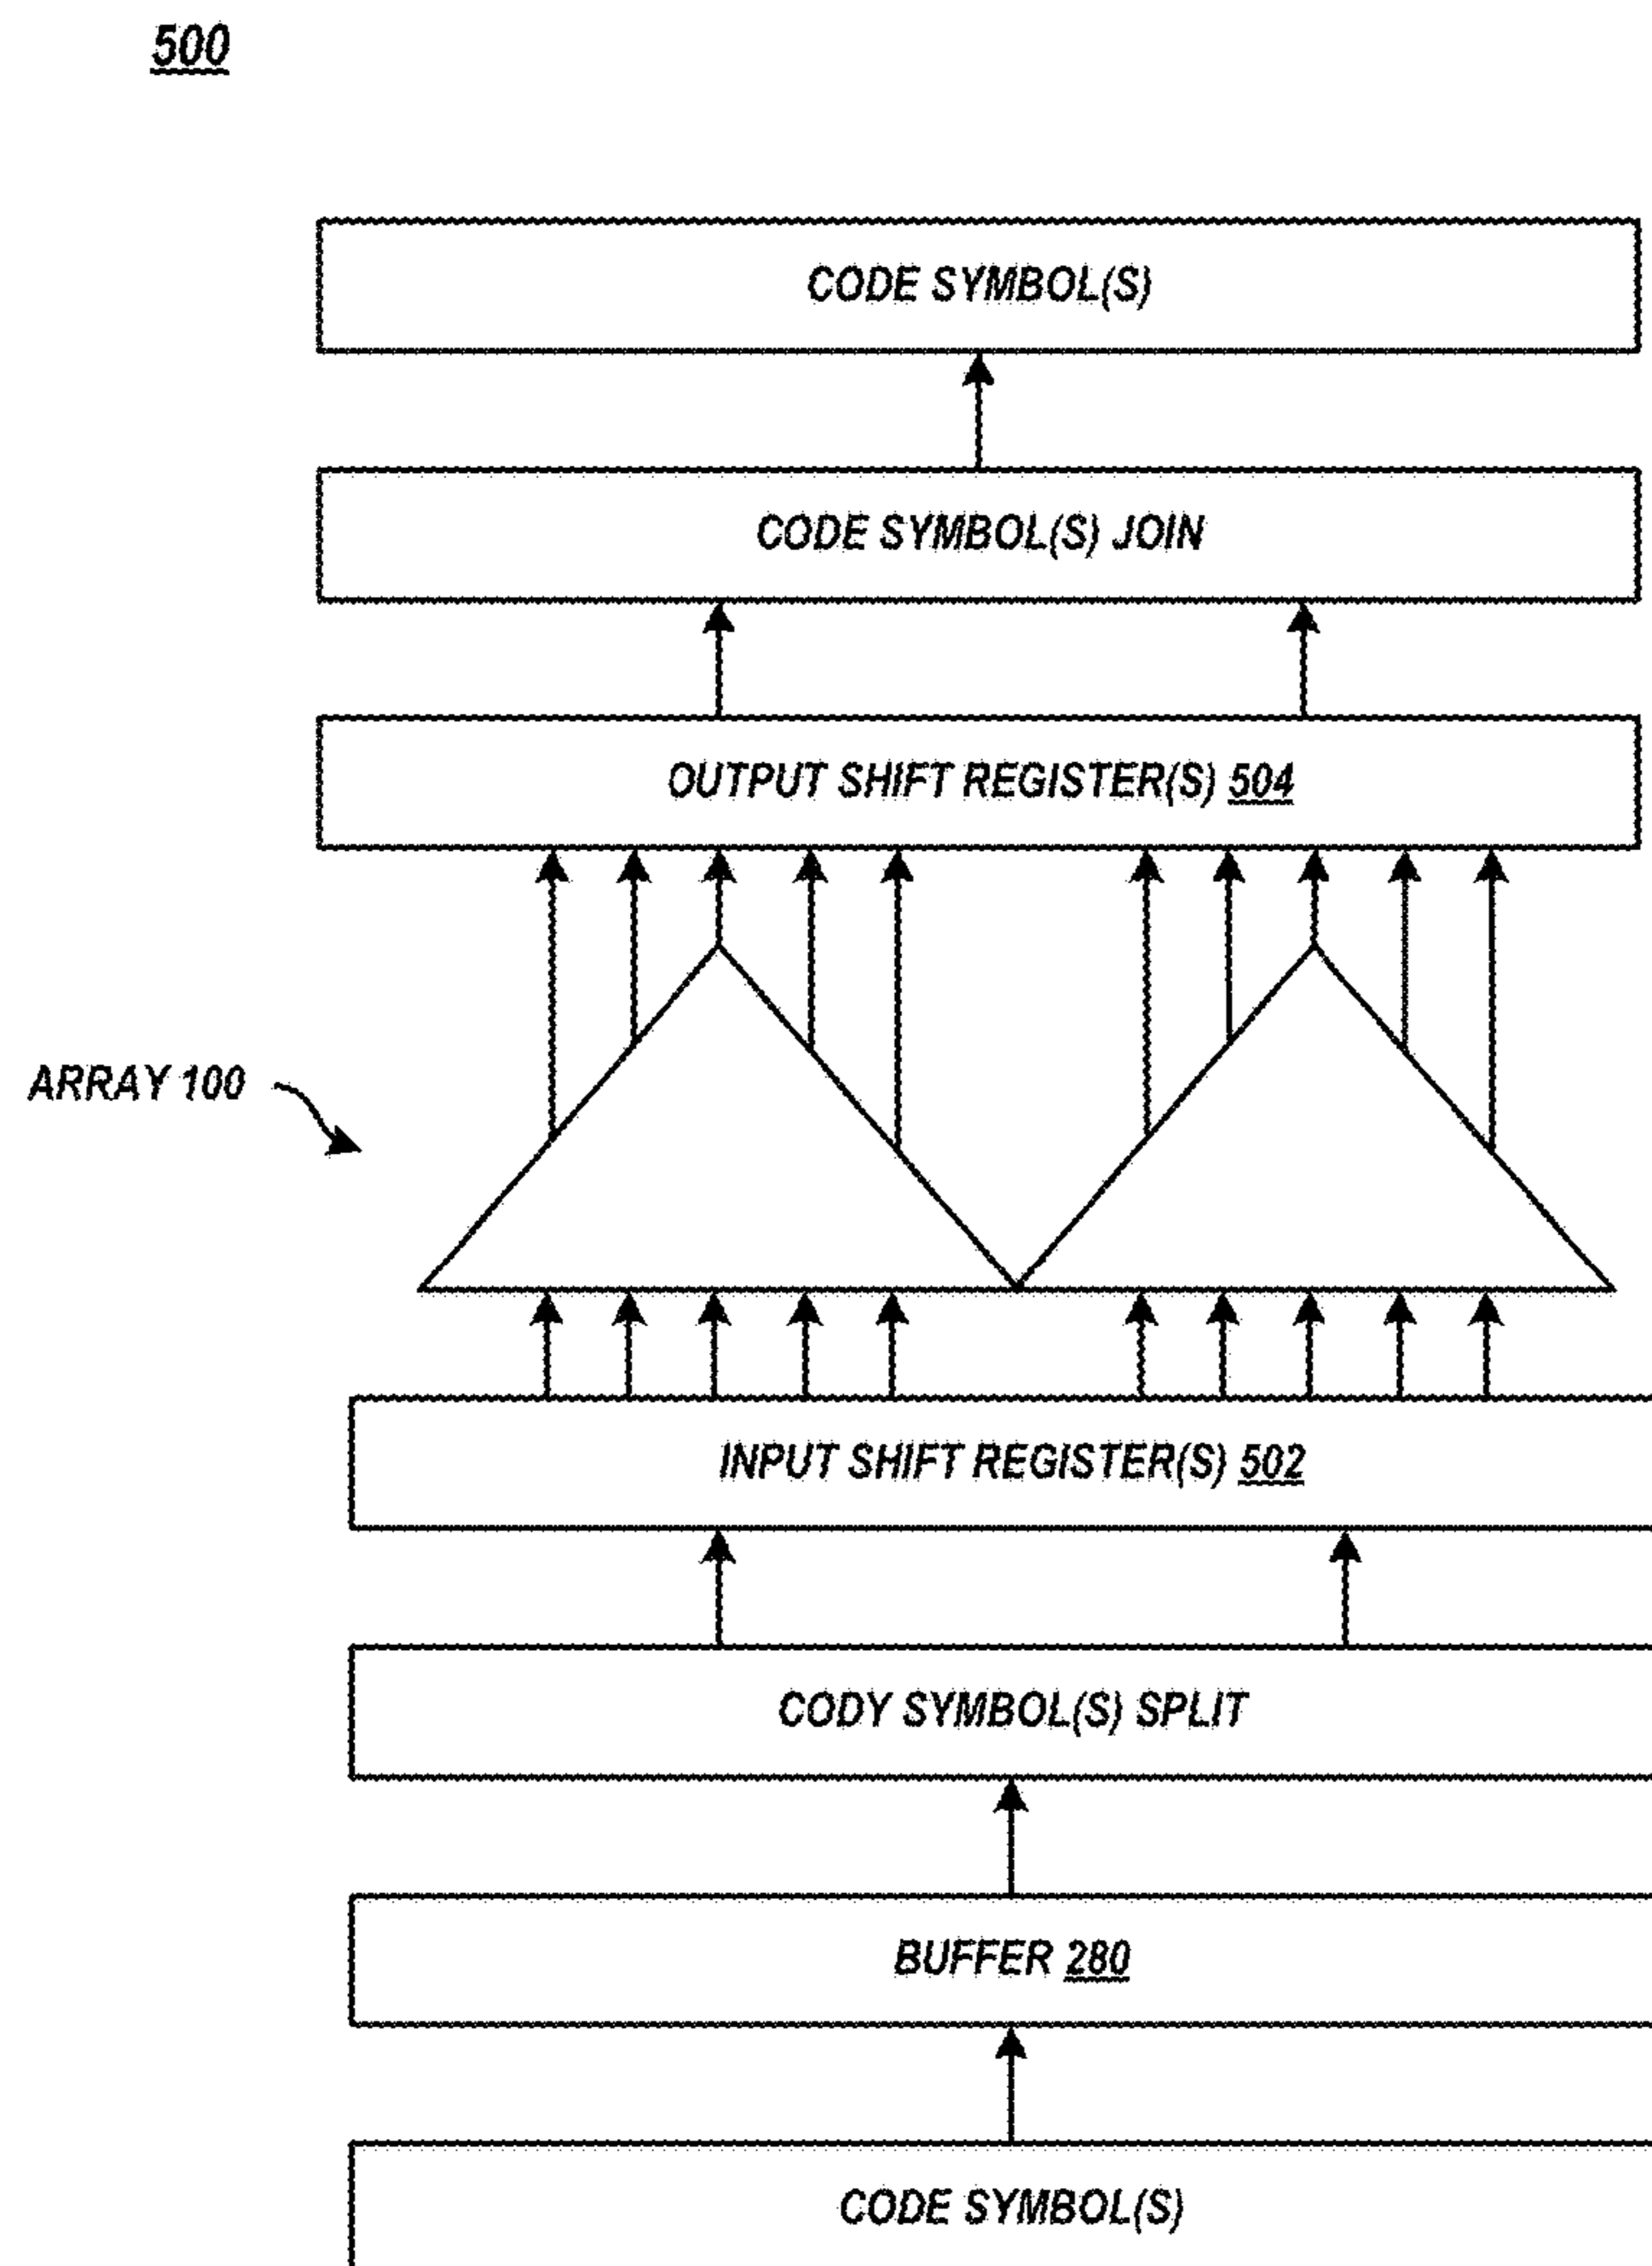 500
CODE SYMBOL(S)
CODE SYMBOL(S) JOIN
OUTPUT SHIFT REGISTER(S) 504
ARRAY 100
INPUT SHIFT REGISTER(S) 502
CODY SYMBOL(S) SPLIT
BUFFER 280
CODE SYMBOL(S)